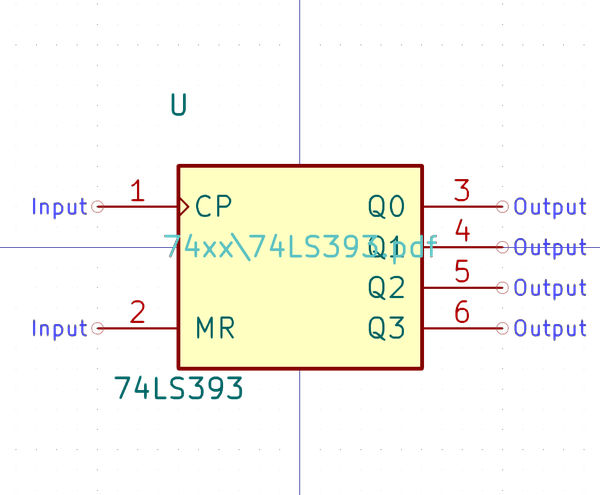 U
Input 1 CP Q0 3 Output
74xx\74LS393.pdf Q1 4 Output
Q2 5 Output
Input 2 MR Q3 6 Output
74LS393